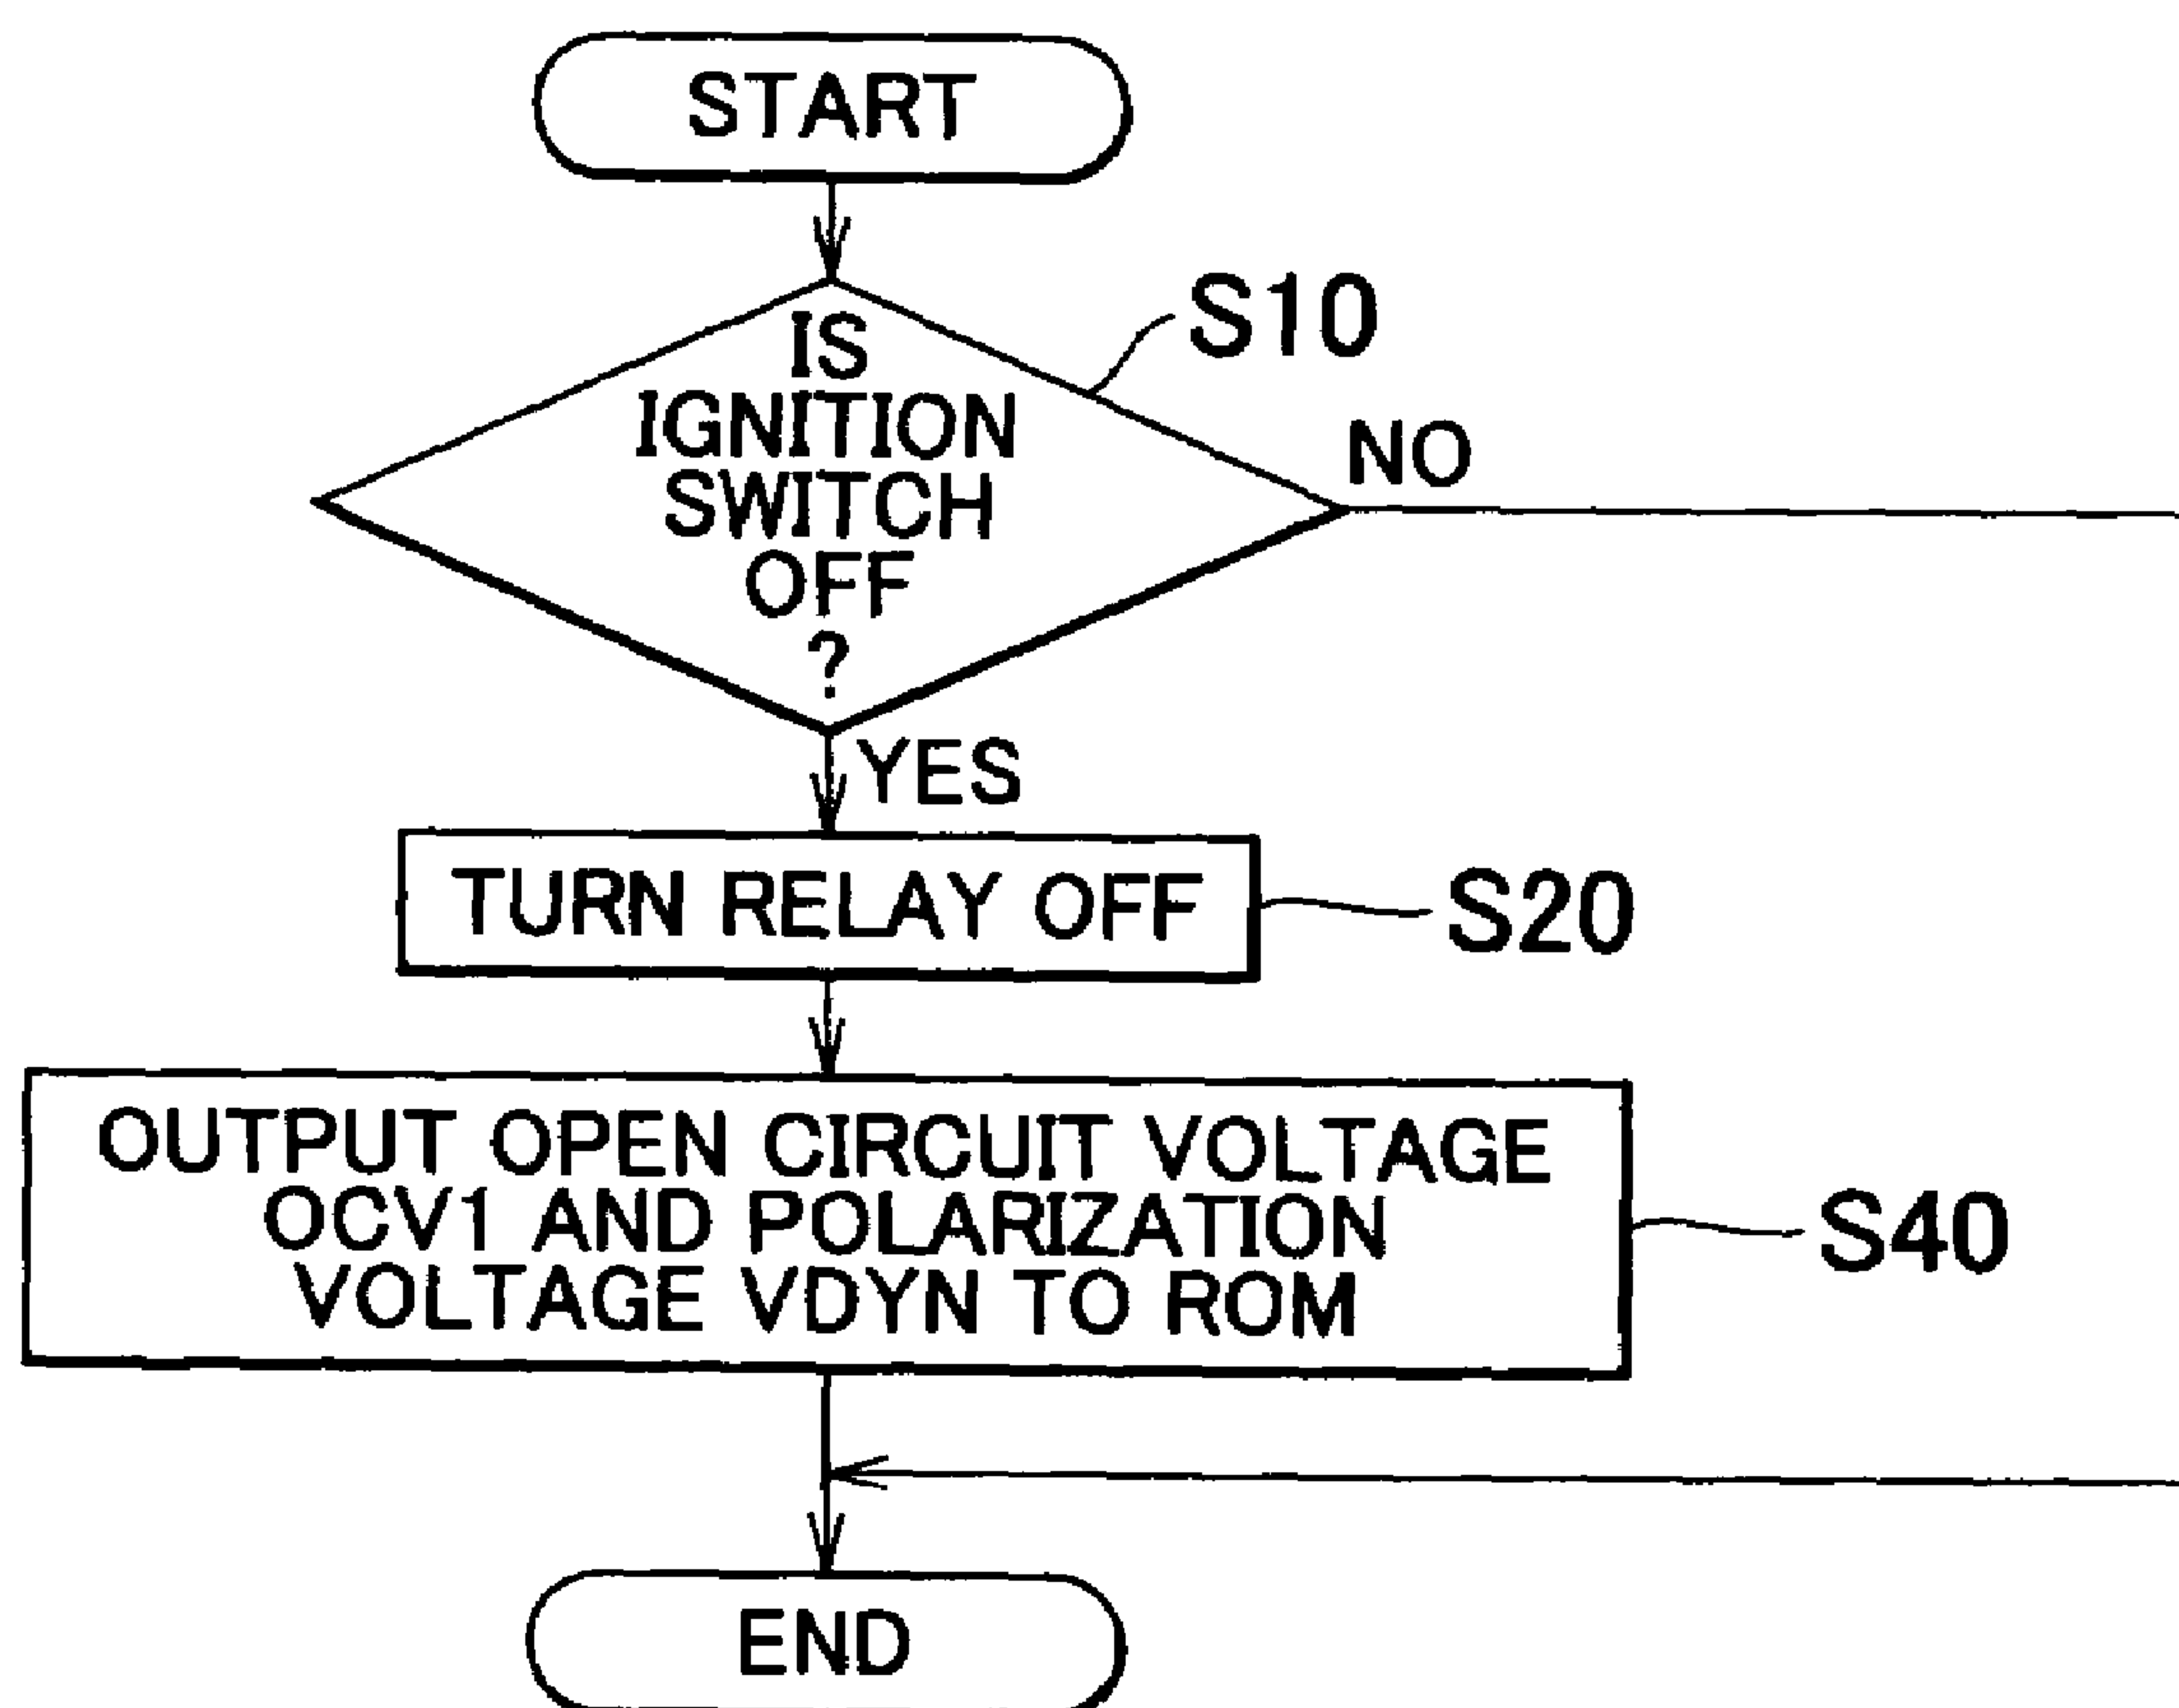 START
S10
IS
IGNITION
SWITCH
OFF
?
NO
YES
TURN RELAY OFF
S20
OUTPUT OPEN CIRCUIT VOLTAGE
OCV1 AND POLARIZATION
VOLTAGE VDYN TO ROM
S40
END